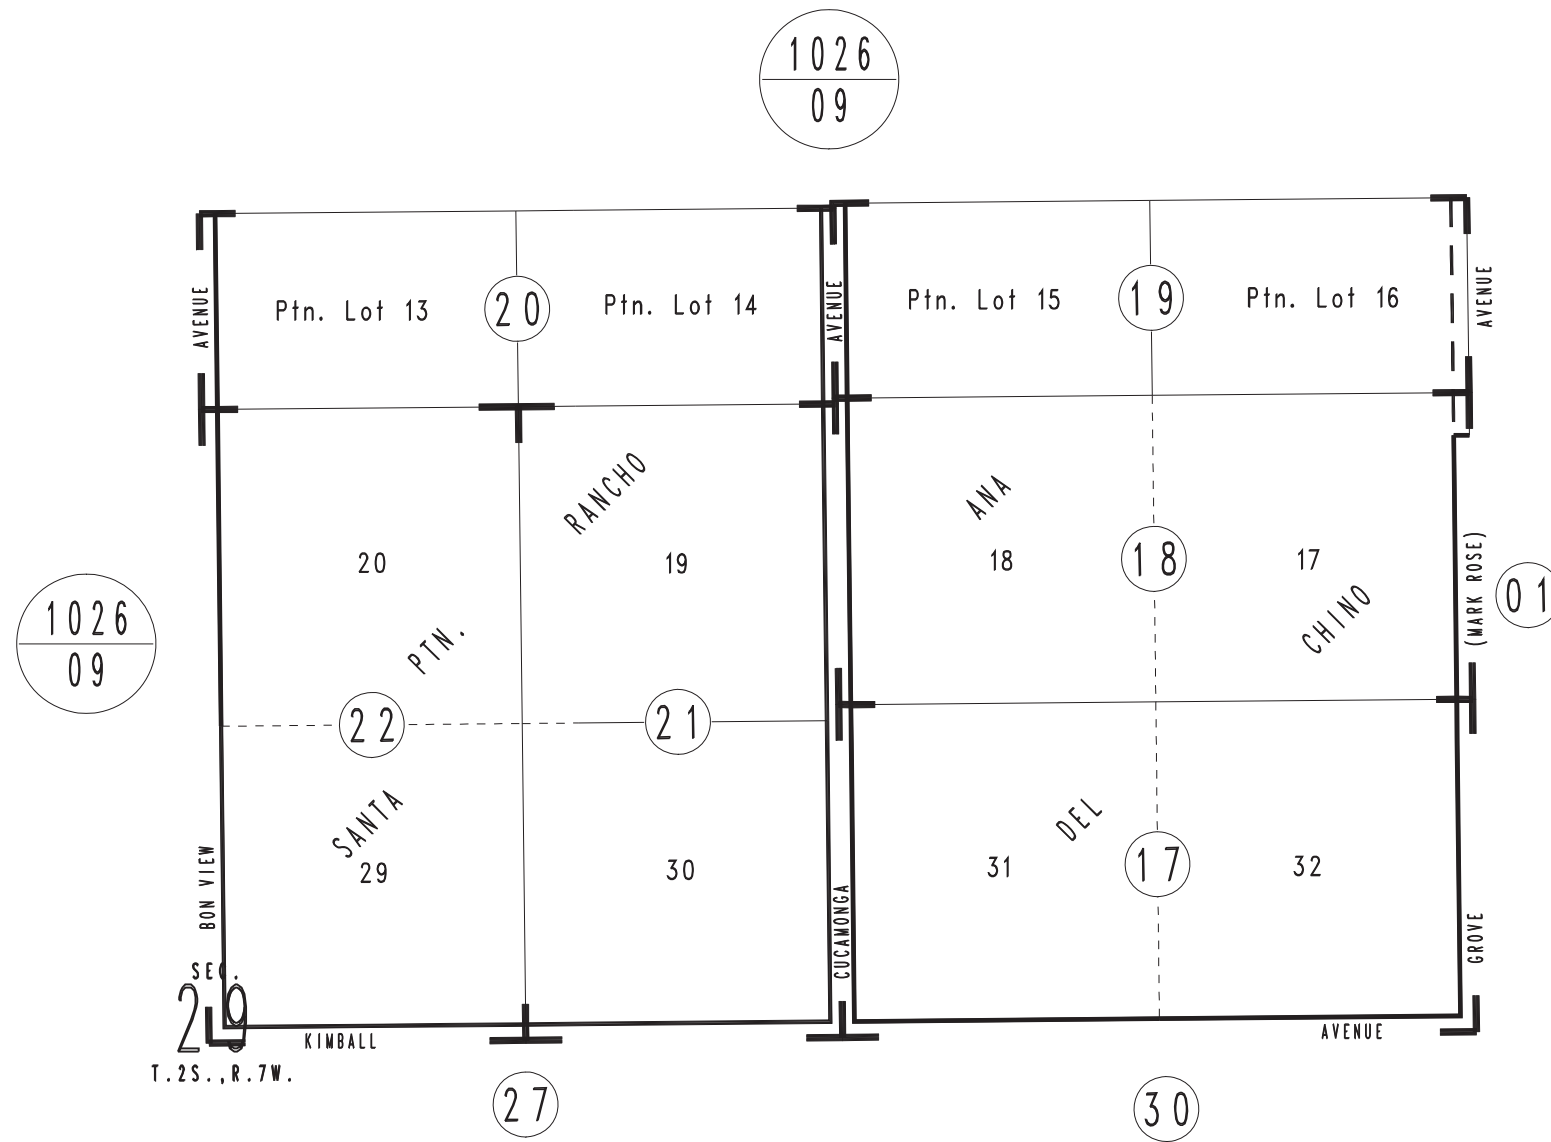 1026
09
AVENUE
Ptn. Lot 13
20
Ptn. Lot 14
AVENUE
Ptn. Lot 15
19
Ptn. Lot 16
AVENUE
RANCHO
ANA
20
19
18
18
17
(MARK ROSE)
01
1026
09
PTN.
CHINO
22
21
SANTA
DEL
29
30
31
17
32
BON VIEW
CUCAMONGA
GROVE
SEC.
29
T.2S.,R.7W.
KIMBALL
AVENUE
27
30